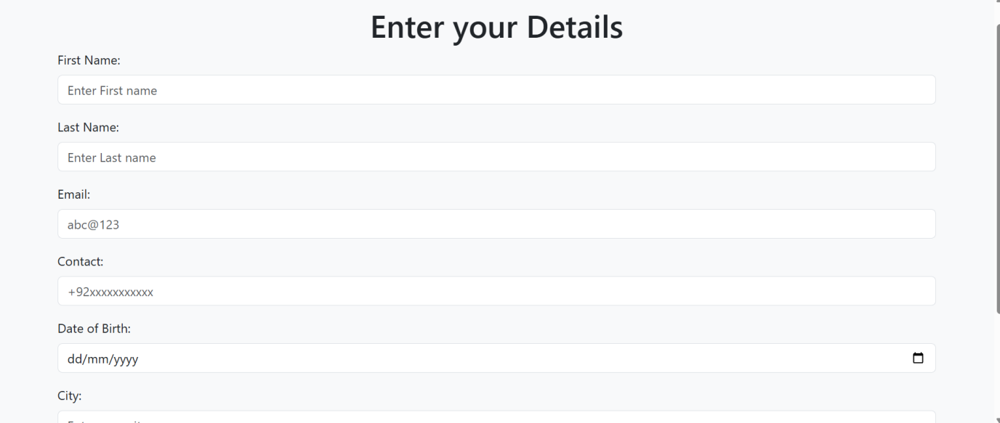 Enter your Details
First Name:
Enter First name
Last Name:
Enter Last name
Email:
abc@123
Contact:
+92xxxxxxxxxxx
Date of Birth:
dd/mm/yyyy
City: